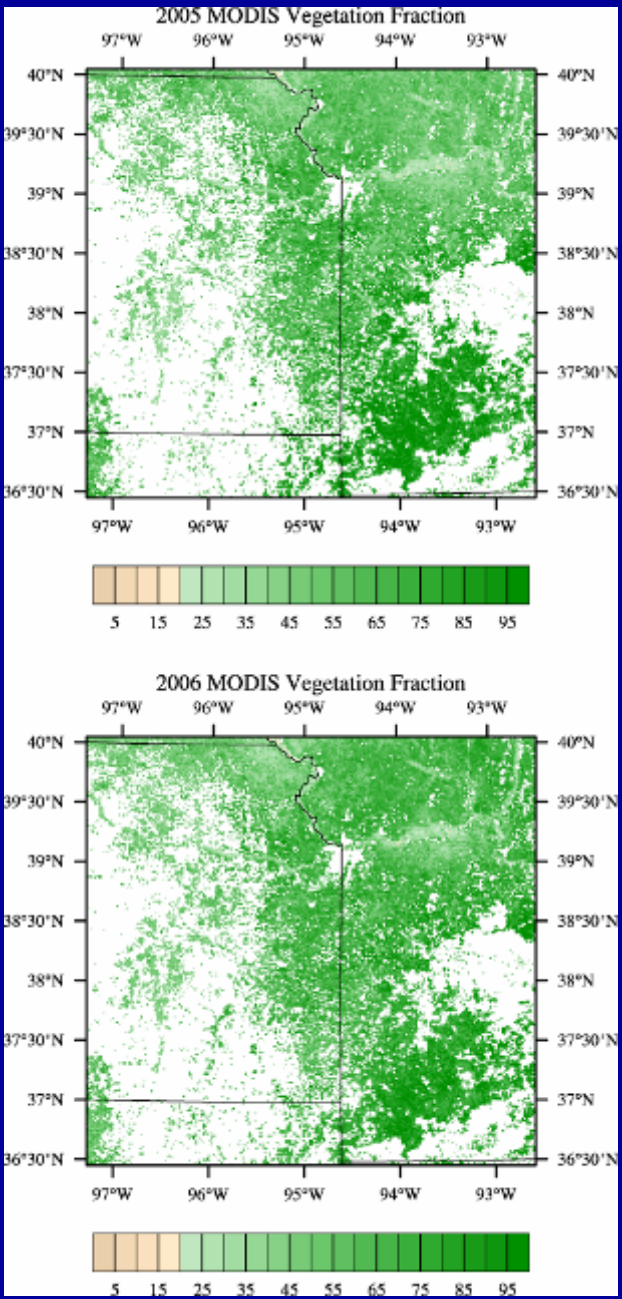 2005 MODIS Vegetation Fraction
97°W 96°W 95°W 94°W 93°W
40°N 40°N
39°30'N 39°30'N
39°N 39°N
38°30'N 38°30'N
38°N 38°N
37°30'N 37°30'N
37°N 37°N
36°30'N 36°30'N
97°W 96°W 95°W 94°W 93°W
5 15 25 35 45 55 65 75 85 95
2006 MODIS Vegetation Fraction
97°W 96°W 95°W 94°W 93°W
40°N 40°N
39°30'N 39°30'N
39°N 39°N
38°30'N 38°30'N
38°N 38°N
37°30'N 37°30'N
37°N 37°N
36°30'N 36°30'N
97°W 96°W 95°W 94°W 93°W
5 15 25 35 45 55 65 75 85 95